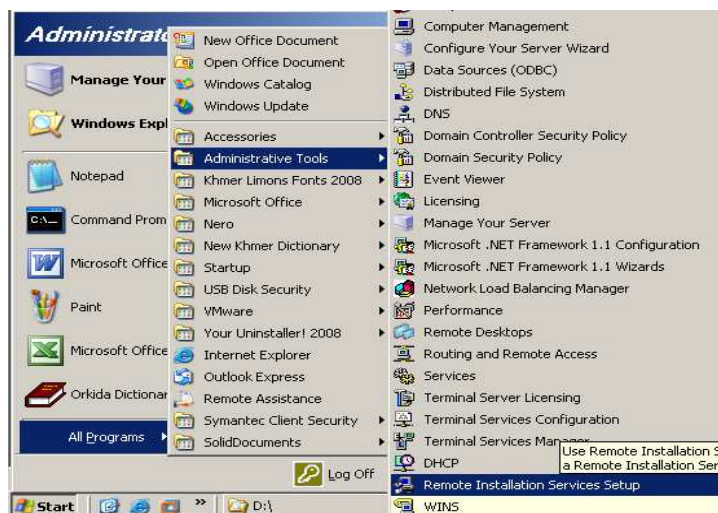 Administrato
Manage Your
Windows Expl
Notepad
Command Prom
Microsoft Office
Paint
Microsoft Office
Orkida Dictionar
All Programs
New Office Document
Open Office Document
Windows Catalog
Windows Update
Accessories
Administrative Tools
Khmer Limons Fonts 2008
Microsoft Office
Nero
New Khmer Dictionary
Startup
USB Disk Security
VMware
Your Uninstaller! 2008
Internet Explorer
Outlook Express
Remote Assistance
Symantec Client Security
SolidDocuments
Computer Management
Configure Your Server Wizard
Data Sources (ODBC)
Distributed File System
DNS
Domain Controller Security Policy
Domain Security Policy
Event Viewer
Licensing
Manage Your Server
Microsoft .NET Framework 1.1 Configuration
Microsoft .NET Framework 1.1 Wizards
Network Load Balancing Manager
Performance
Remote Desktops
Routing and Remote Access
Services
Terminal Server Licensing
Terminal Services Configuration
Terminal Services Manager
DHCP
Remote Installation Services Setup
WINS
Use Remote Installation S
a Remote Installation Ser
Log Off
Start
»
D:\
C:\